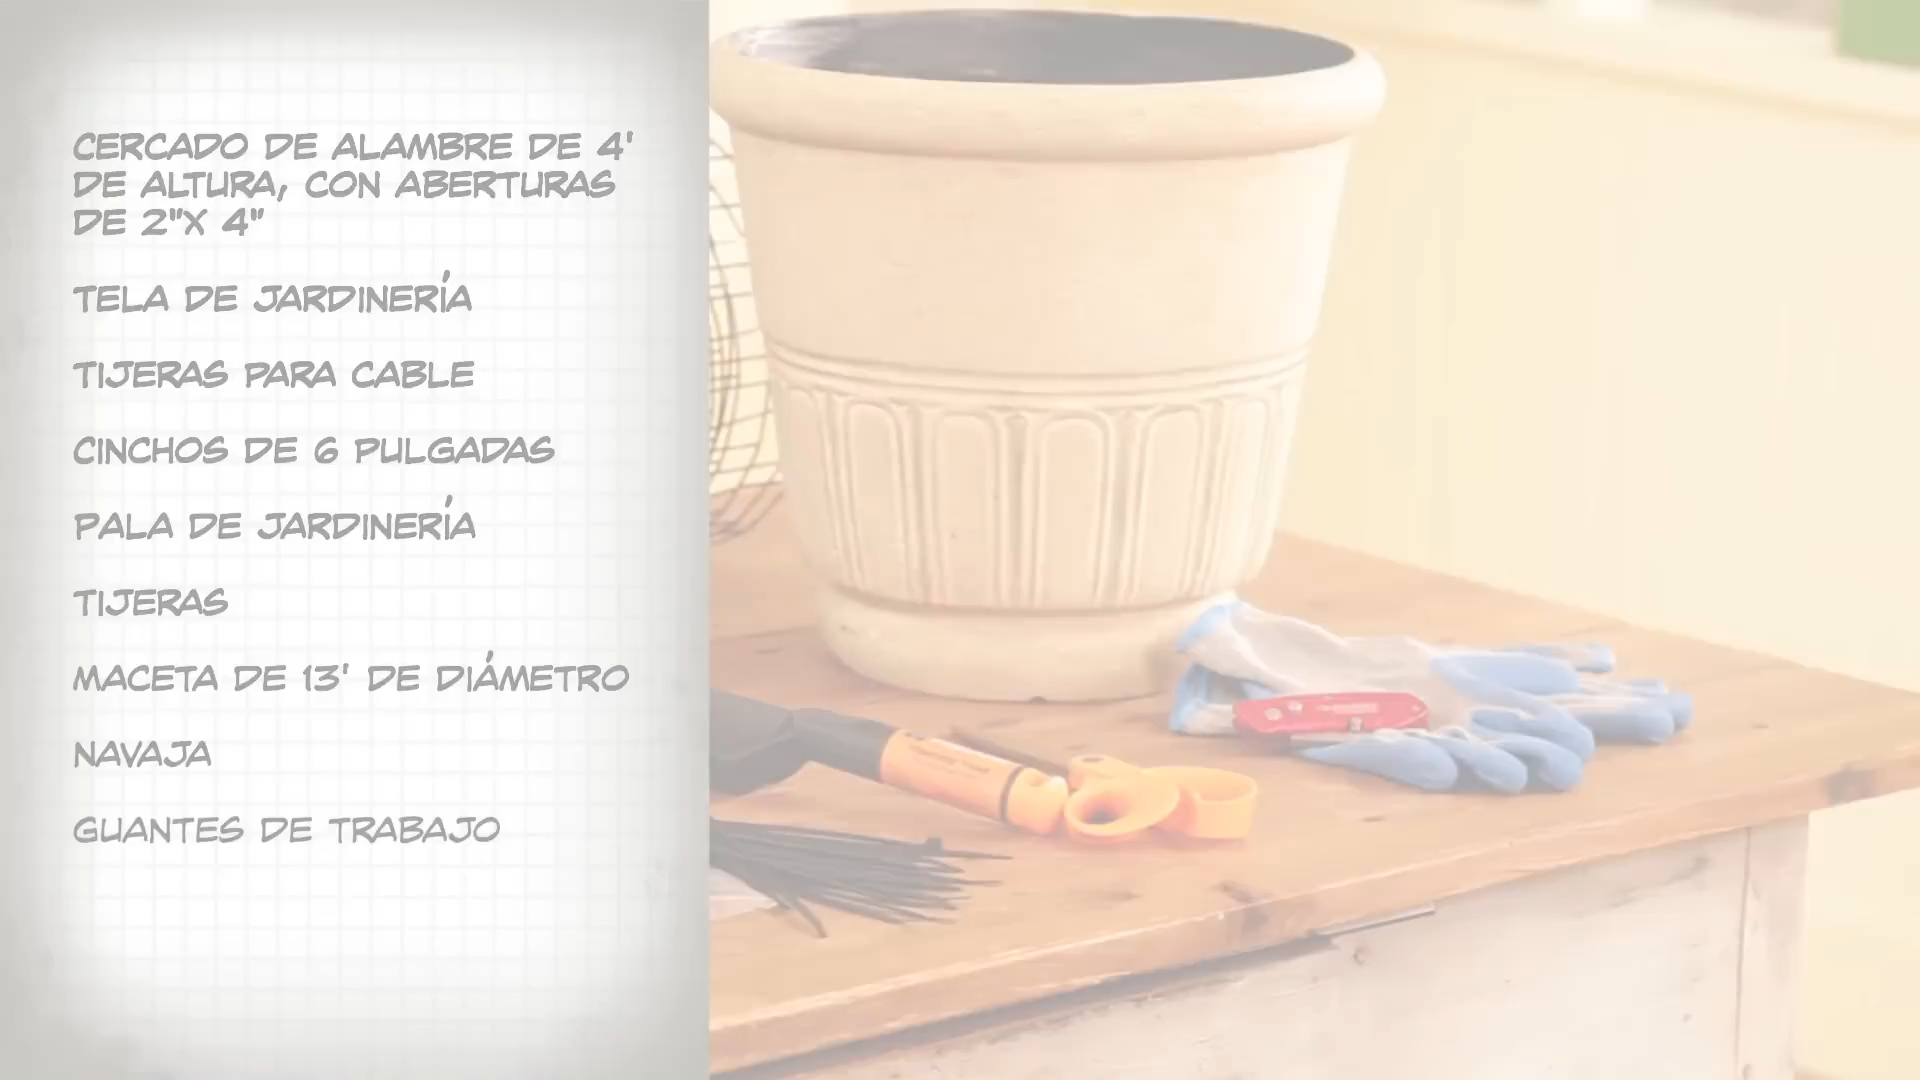 CERCADO DE ALAMBRE DE 4'
DE ALTURA, CON ABERTURAS
DE 2"X 4"
TELA DE JARDINERÍA
TIJERAS PARA CABLE
CINCHOS DE 6 PULGADAS
PALA DE JARDINERÍA
TIJERAS
MACETA DE 13' DE DIÁMETRO
NAVAJA
GUANTES DE TRABAJO